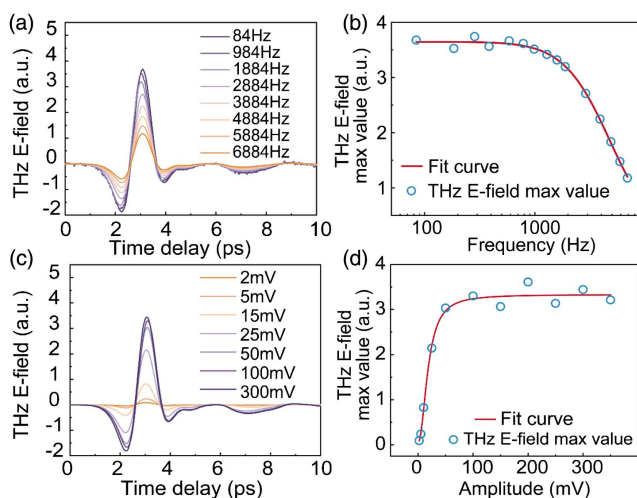 (a)
THz E-field (a.u.)
5
4
3
2
1
0
-1
-2
84Hz
984Hz
1884Hz
2884Hz
3884Hz
4884Hz
5884Hz
6884Hz
0 2 4 6 8 10
Time delay (ps)
(b)
THz E-field
max value (a.u.)
4
3
2
1
Fit curve
THz E-field max value
100 1000
Frequency (Hz)
(c)
THz E-field (a.u.)
5
4
3
2
1
0
-1
-2
2mV
5mV
15mV
25mV
50mV
100mV
300mV
0 2 4 6 8 10
Time delay (ps)
(d)
THz E-field
max value (a.u.)
4
3
2
1
0
Fit curve
THz E-field max value
0 100 200 300
Amplitude (mV)